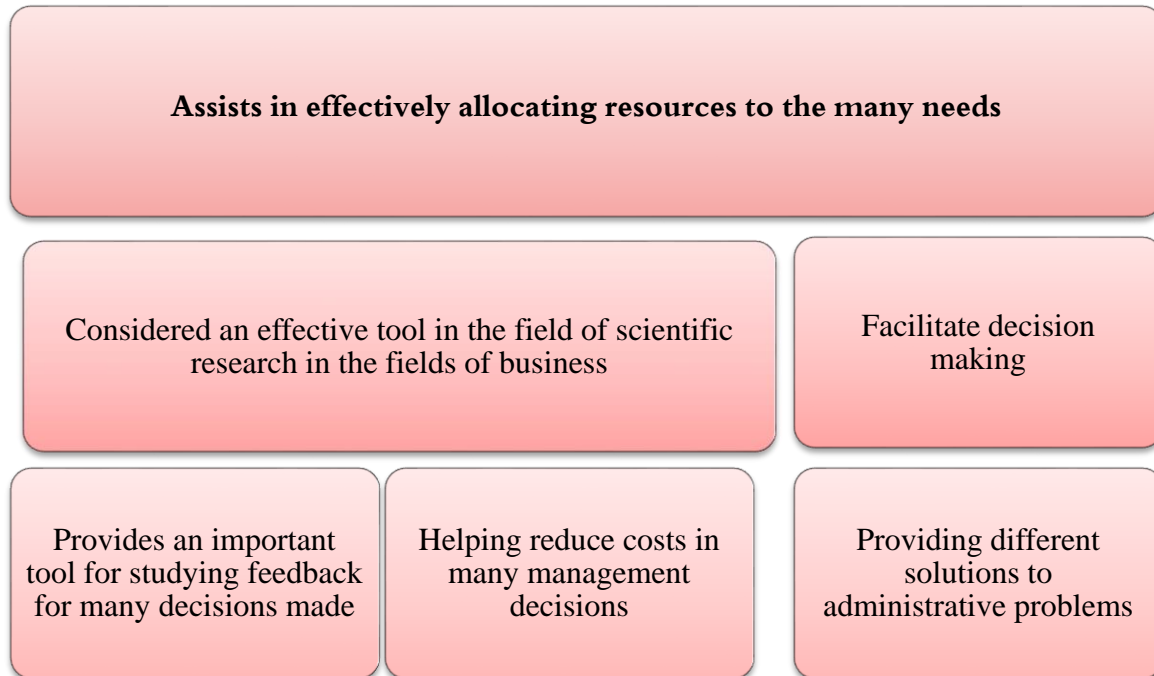 Assists in effectively allocating resources to the many needs
Considered an effective tool in the field of scientific
research in the fields of business
Facilitate decision
making
Provides an important
tool for studying feedback
for many decisions made
Helping reduce costs in
many management
decisions
Providing different
solutions to
administrative problems